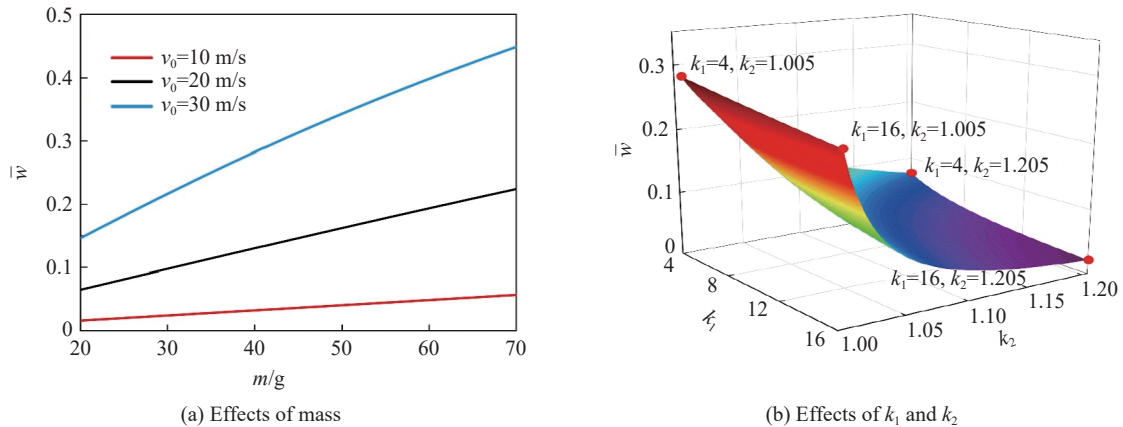 0.5
0.4
0.3
0.2
0.1
0
w̅
v₀=10 m/s
v₀=20 m/s
v₀=30 m/s
20 30 40 50 60 70
m/g
(a) Effects of mass
0.3
0.2
0.1
0
w̅
k₁=4, k₂=1.005
k₁=16, k₂=1.005
k₁=4, k₂=1.205
k₁=16, k₂=1.205
4
8
12
16
k₁
1.00
1.05
1.10
1.15
1.20
k₂
(b) Effects of k₁ and k₂